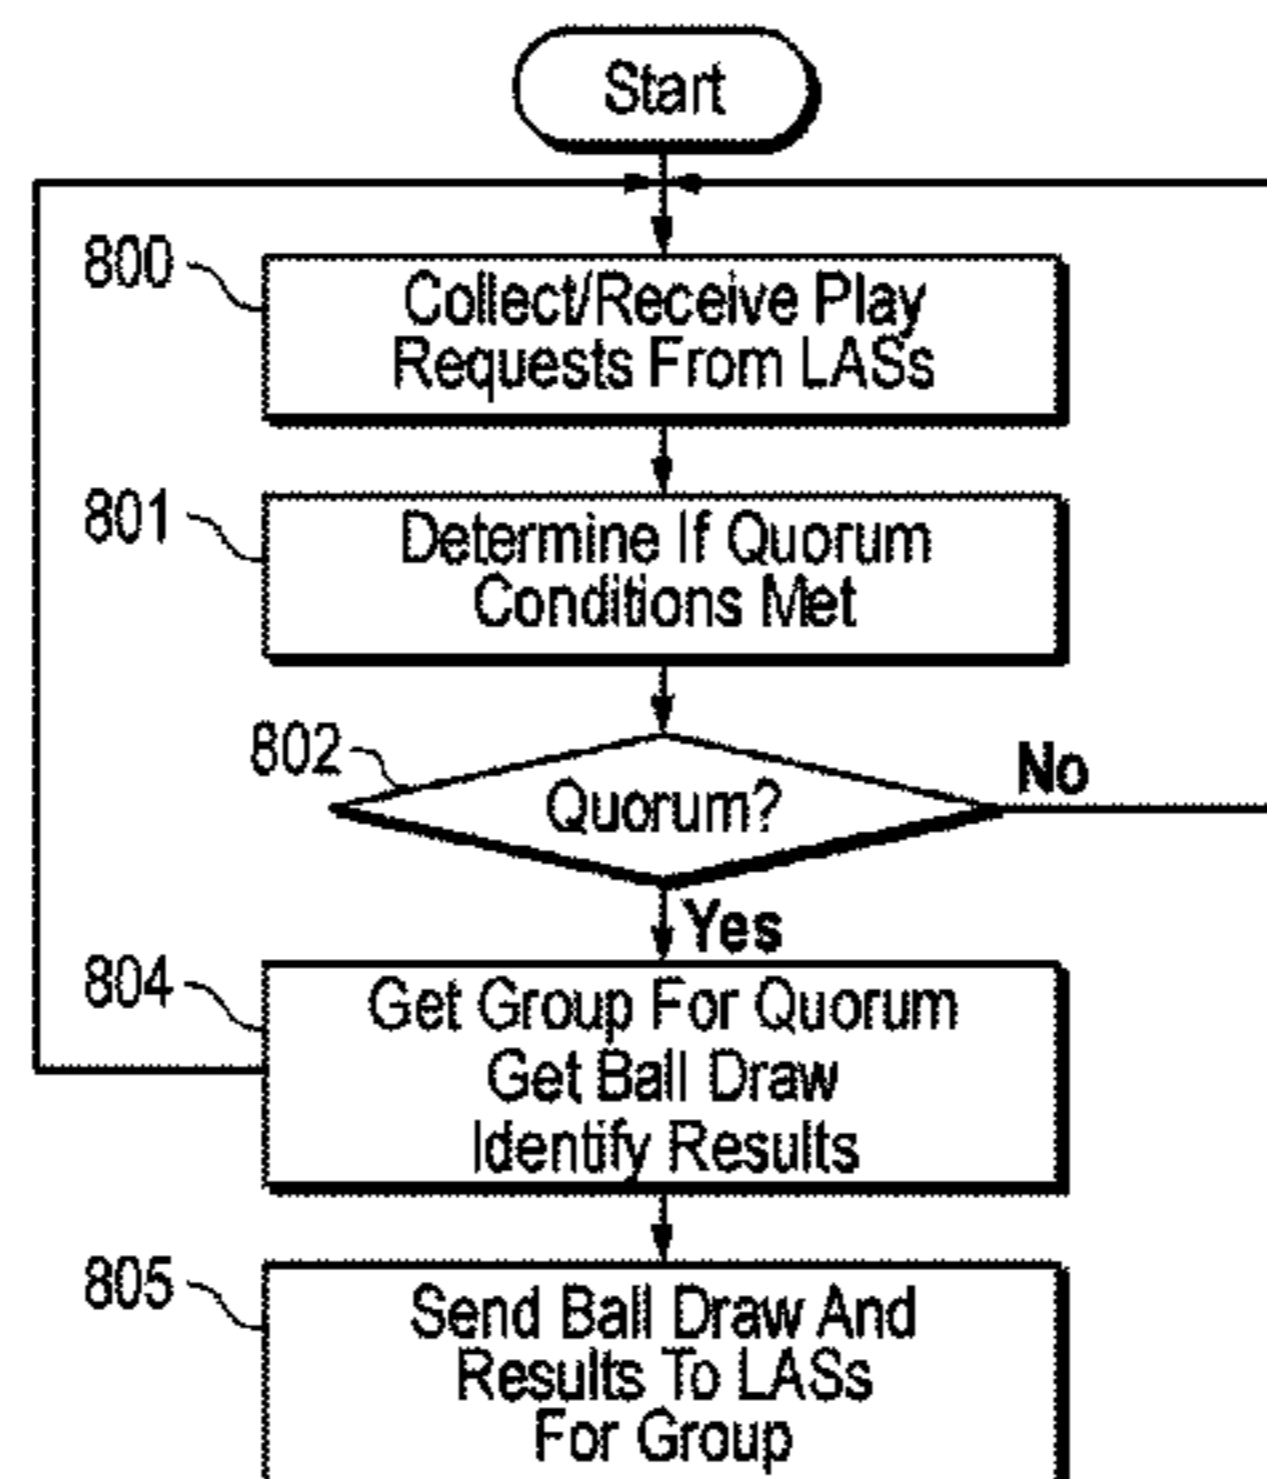 Start
800
Collect/Receive Play
Requests From LASs
801
Determine If Quorum
Conditions Met
802
Quorum?
No
Yes
804
Get Group For Quorum
Get Ball Draw
Identify Results
805
Send Ball Draw And
Results To LASs
For Group